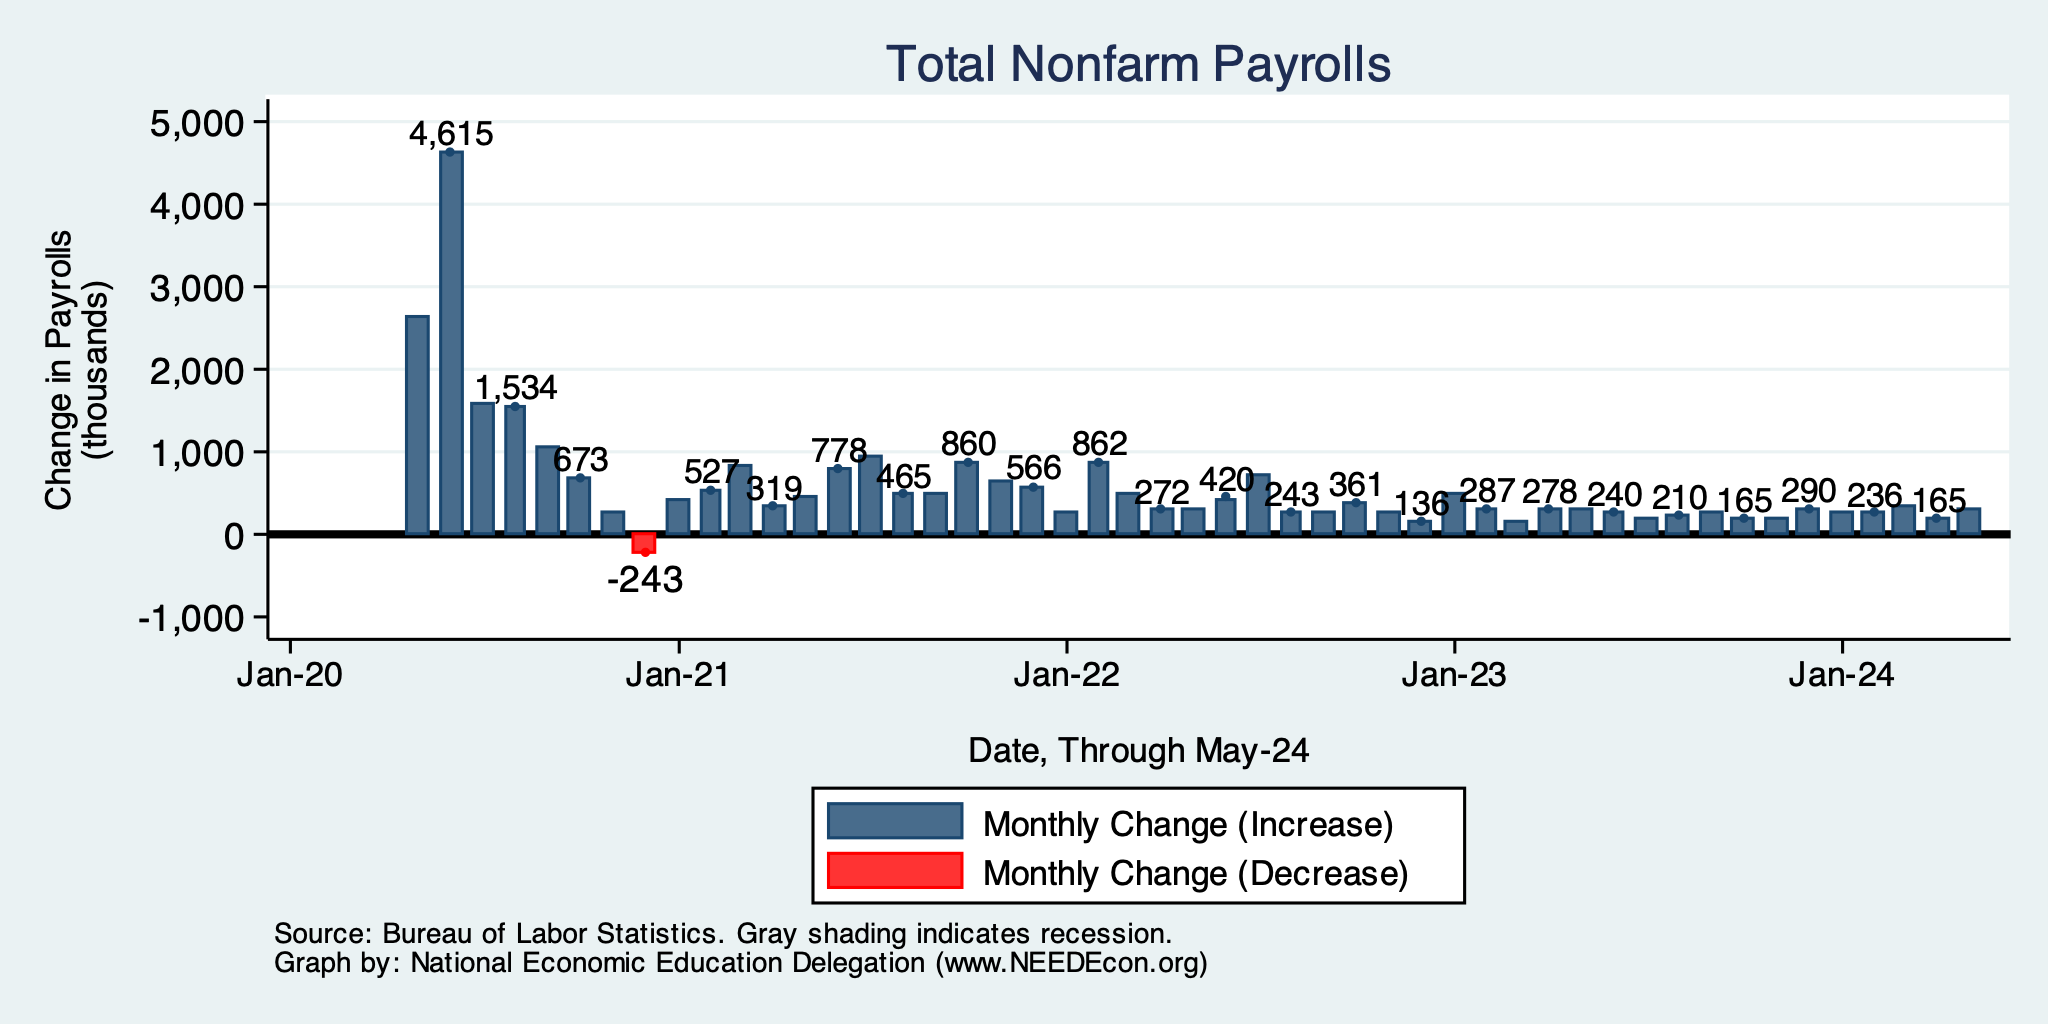 Total Nonfarm Payrolls
Change in Payrolls
(thousands)
5,000
4,000
3,000
2,000
1,000
0
-1,000
4,615
1,534
673
-243
527
319
778
465
860
566
862
272
420
243
361
136
287
278
240
210
165
290
236
165
Jan-20
Jan-21
Jan-22
Jan-23
Jan-24
Date, Through May-24
Monthly Change (Increase)
Monthly Change (Decrease)
Source: Bureau of Labor Statistics. Gray shading indicates recession.
Graph by: National Economic Education Delegation (www.NEEDEcon.org)